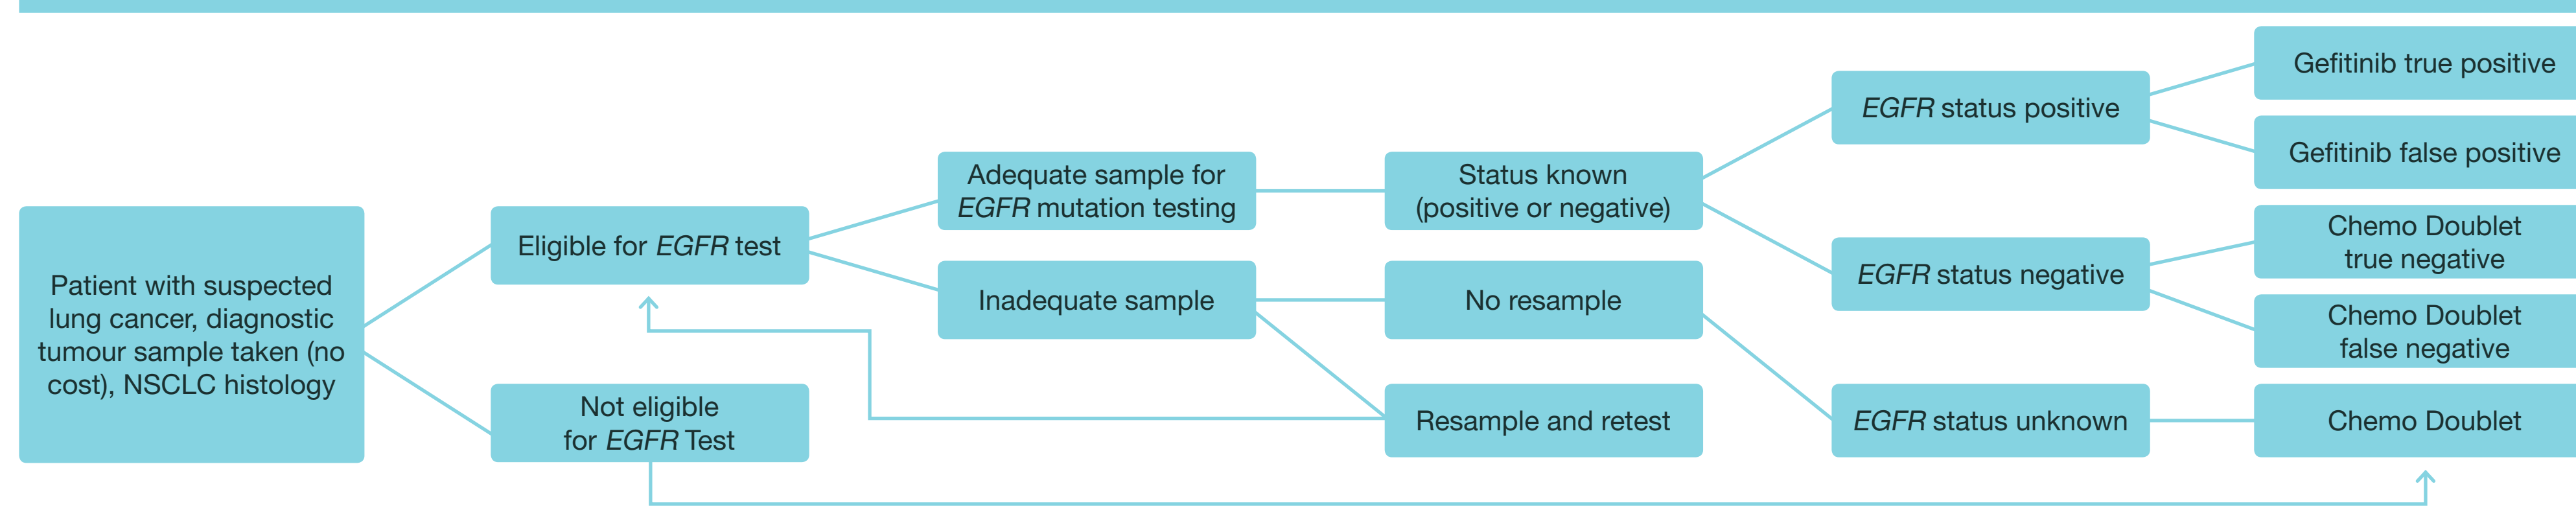 Patient with suspected
lung cancer, diagnostic
tumour sample taken (no
cost), NSCLC histology
Eligible for EGFR test
Not eligible
for EGFR Test
Adequate sample for
EGFR mutation testing
Inadequate sample
Status known
(positive or negative)
No resample
Resample and retest
EGFR status positive
EGFR status negative
EGFR status unknown
Gefitinib true positive
Gefitinib false positive
Chemo Doublet
true negative
Chemo Doublet
false negative
Chemo Doublet